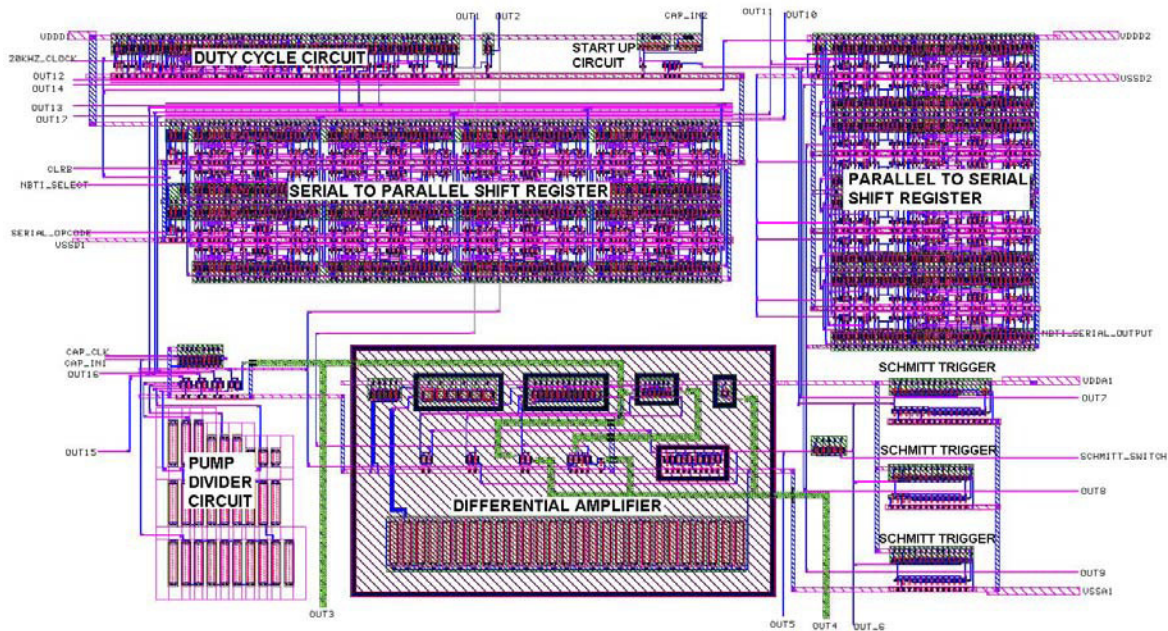 OUT1
OUT2
CAP_IN2
OUT11
OUT10
VDDD1
DUTY CYCLE CIRCUIT
START UP
CIRCUIT
VDDD2
20KHZ_CLOCK
OUT12
OUT14
VSSD2
OUT13
OUT17
CLRB
NBTI_SELECT
SERIAL TO PARALLEL SHIFT REGISTER
PARALLEL TO SERIAL
SHIFT REGISTER
SERIAL_OPCODE
VSSD1
NBTI_SERIAL_OUTPUT
CAP_CLK
CAP_IN1
OUT16
SCHMITT TRIGGER
VDDA1
OUT7
OUT15
PUMP
DIVIDER
CIRCUIT
SCHMITT TRIGGER
SCHMITT_SWITCH
OUT8
DIFFERENTIAL AMPLIFIER
SCHMITT TRIGGER
OUT9
VSSA1
OUT3
OUT5
OUT4
OUT_6